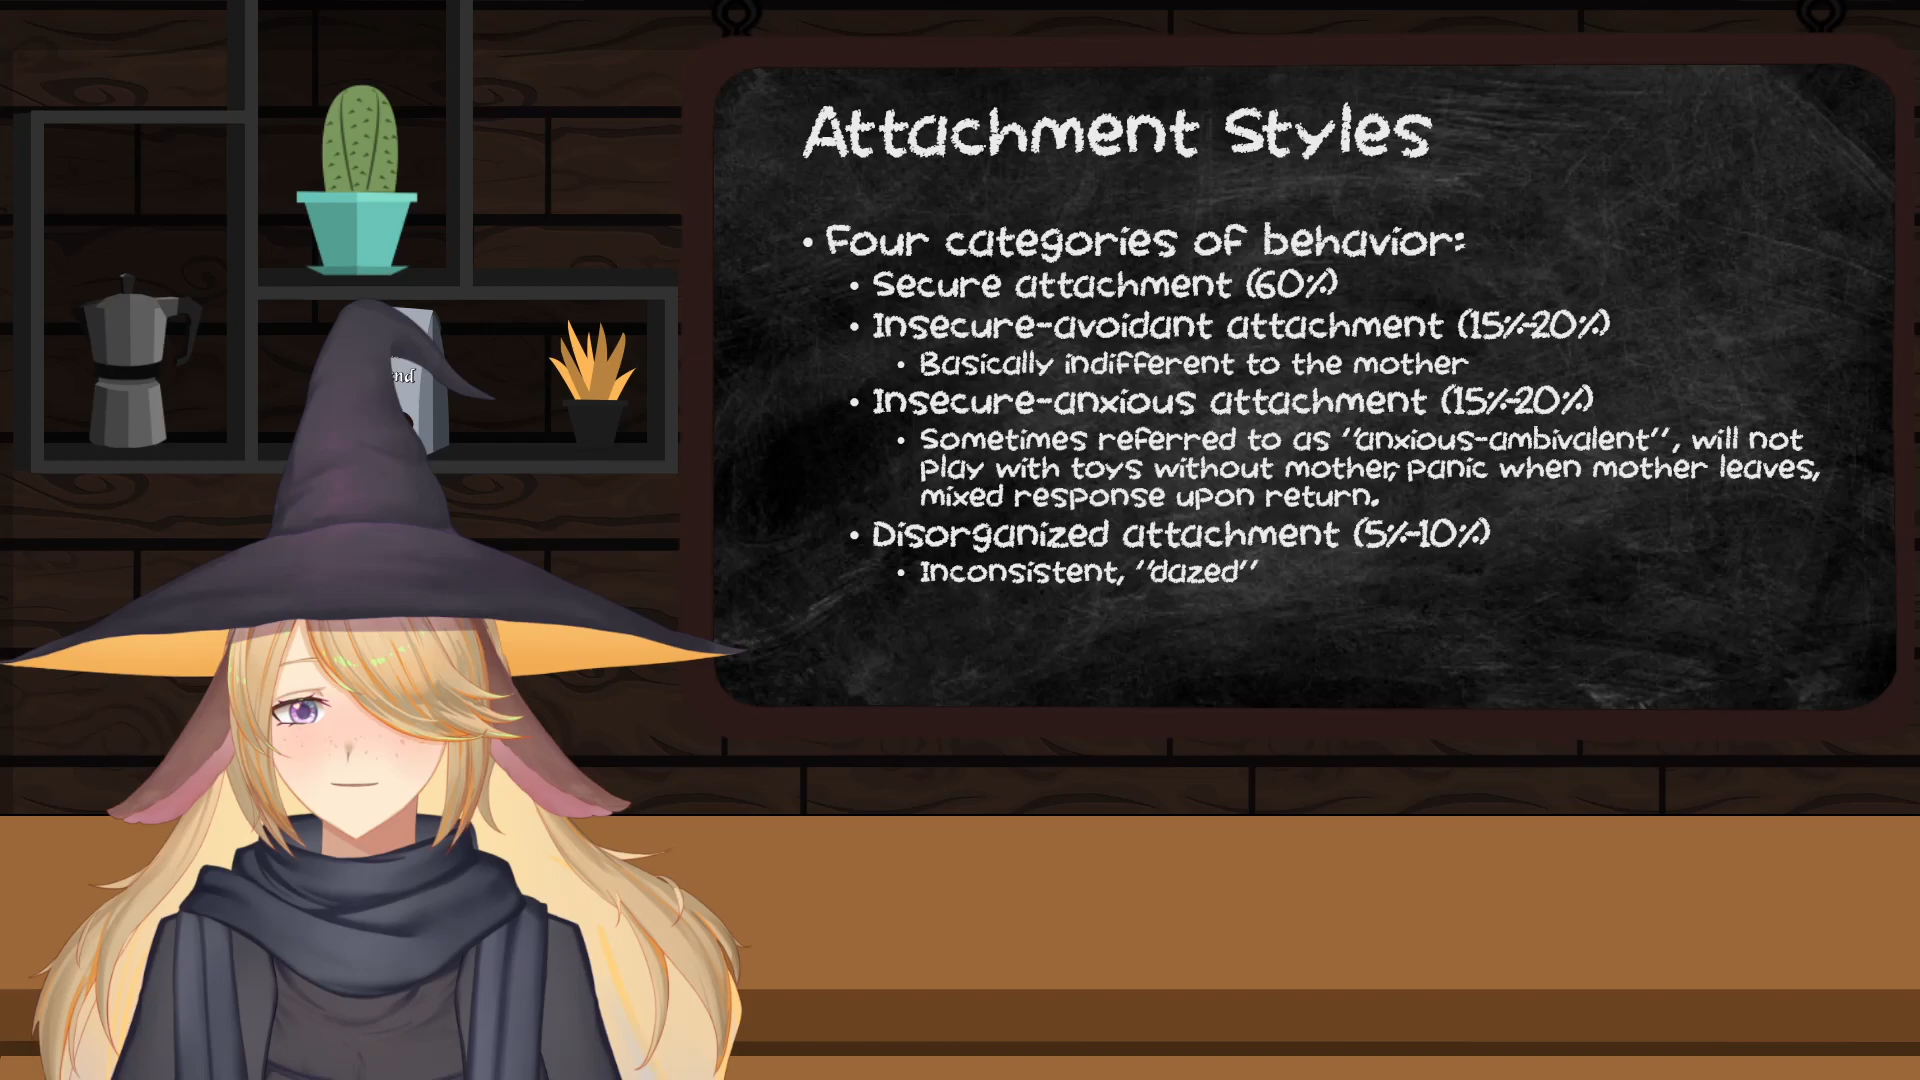 Attachment Styles
• Four categories of behavior:
• Secure attachment (60%)
• Insecure-avoidant attachment (15%-20%)
• Basically indifferent to the mother
• Insecure-anxious attachment (15%-20%)
• Sometimes referred to as ''anxious-ambivalent'', will not
play with toys without mother, panic when mother leaves,
mixed response upon return.
• Disorganized attachment (5%-10%)
• Inconsistent, ''dazed''